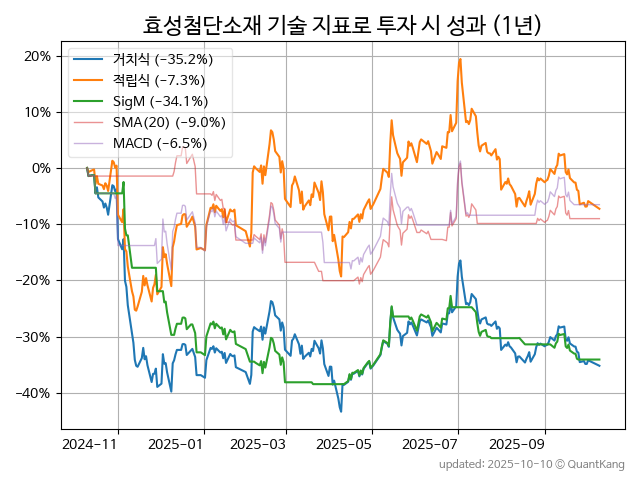 효성첨단소재 기술 지표로 투자 시 성과 (1년)
거치식 (−35.2%)
적립식 (−7.3%)
SigM (−34.1%)
SMA(20) (−9.0%)
MACD (−6.5%)
20%
10%
0%
−10%
−20%
−30%
−40%
2024-11 2025-01 2025-03 2025-05 2025-07 2025-09
updated: 2025-10-10 © QuantKang